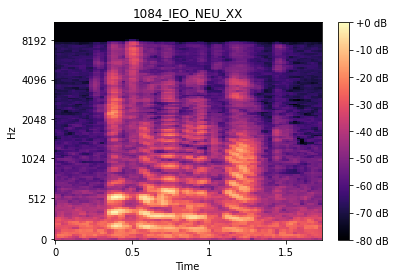 1084_IEO_NEU_XX
+0 dB
8192
-10 dB
4096
-20 dB
-30 dB
2048
Hz
-40 dB
1024
-50 dB
512
-60 dB
-70 dB
0
-80 dB
0
0.5
1
1.5
Time